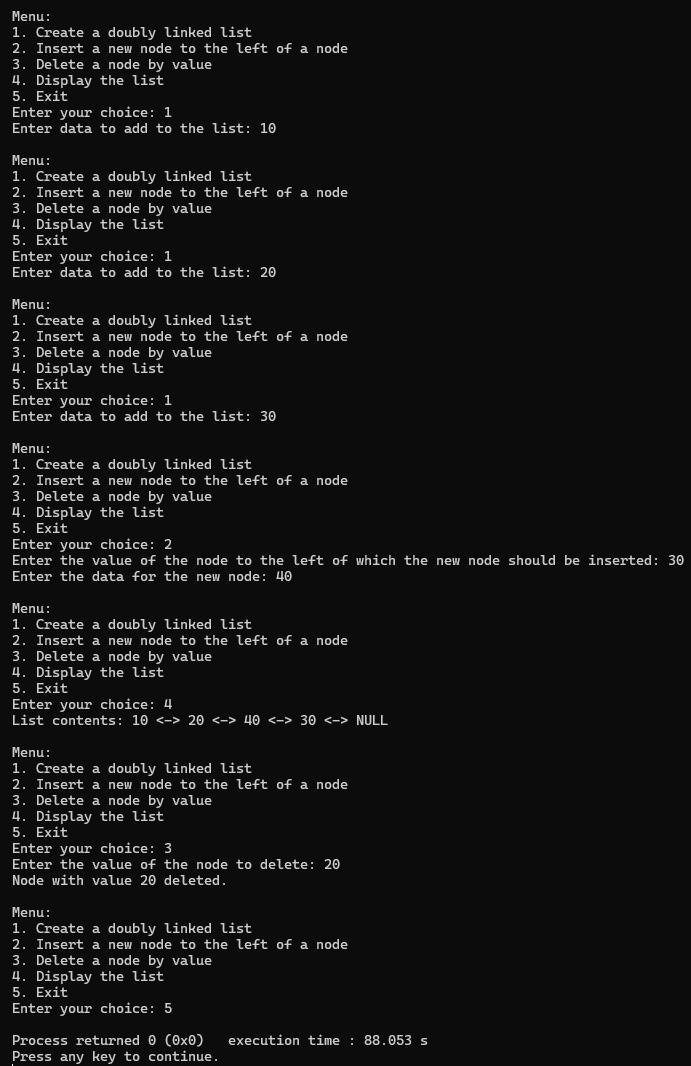 Menu:
1. Create a doubly linked list
2. Insert a new node to the left of a node
3. Delete a node by value
4. Display the list
5. Exit
Enter your choice: 1
Enter data to add to the list: 10

Menu:
1. Create a doubly linked list
2. Insert a new node to the left of a node
3. Delete a node by value
4. Display the list
5. Exit
Enter your choice: 1
Enter data to add to the list: 20

Menu:
1. Create a doubly linked list
2. Insert a new node to the left of a node
3. Delete a node by value
4. Display the list
5. Exit
Enter your choice: 1
Enter data to add to the list: 30

Menu:
1. Create a doubly linked list
2. Insert a new node to the left of a node
3. Delete a node by value
4. Display the list
5. Exit
Enter your choice: 2
Enter the value of the node to the left of which the new node should be inserted: 30
Enter the data for the new node: 40

Menu:
1. Create a doubly linked list
2. Insert a new node to the left of a node
3. Delete a node by value
4. Display the list
5. Exit
Enter your choice: 4
List contents: 10 <-> 20 <-> 40 <-> 30 <-> NULL

Menu:
1. Create a doubly linked list
2. Insert a new node to the left of a node
3. Delete a node by value
4. Display the list
5. Exit
Enter your choice: 3
Enter the value of the node to delete: 20
Node with value 20 deleted.

Menu:
1. Create a doubly linked list
2. Insert a new node to the left of a node
3. Delete a node by value
4. Display the list
5. Exit
Enter your choice: 5

Process returned 0 (0x0)   execution time : 88.053 s
Press any key to continue.